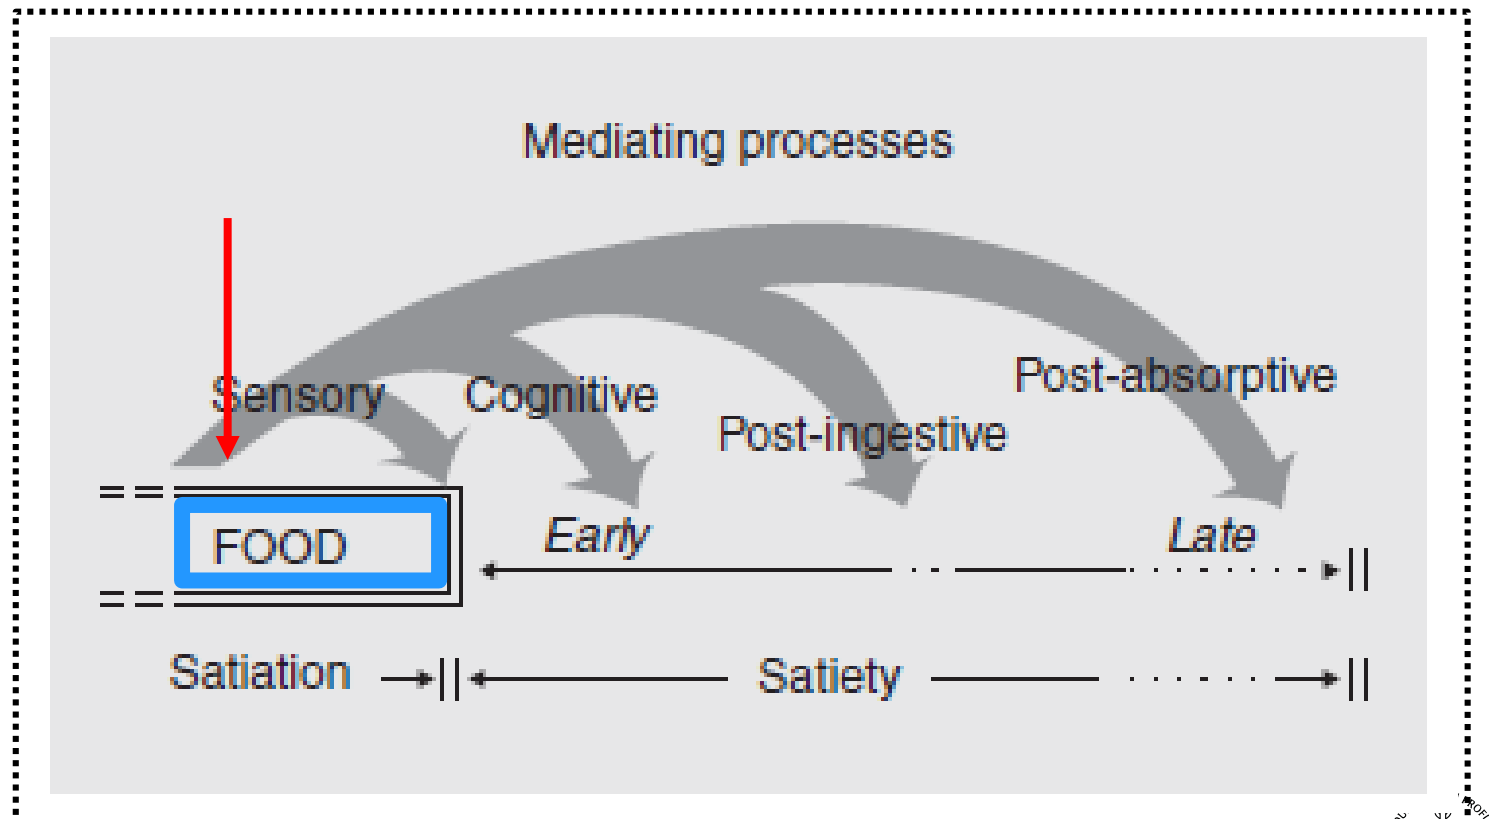 Mediating processes
Sensory
Cognitive
Post-ingestive
Post-absorptive
FOOD
Early
Late
Satiation
Satiety